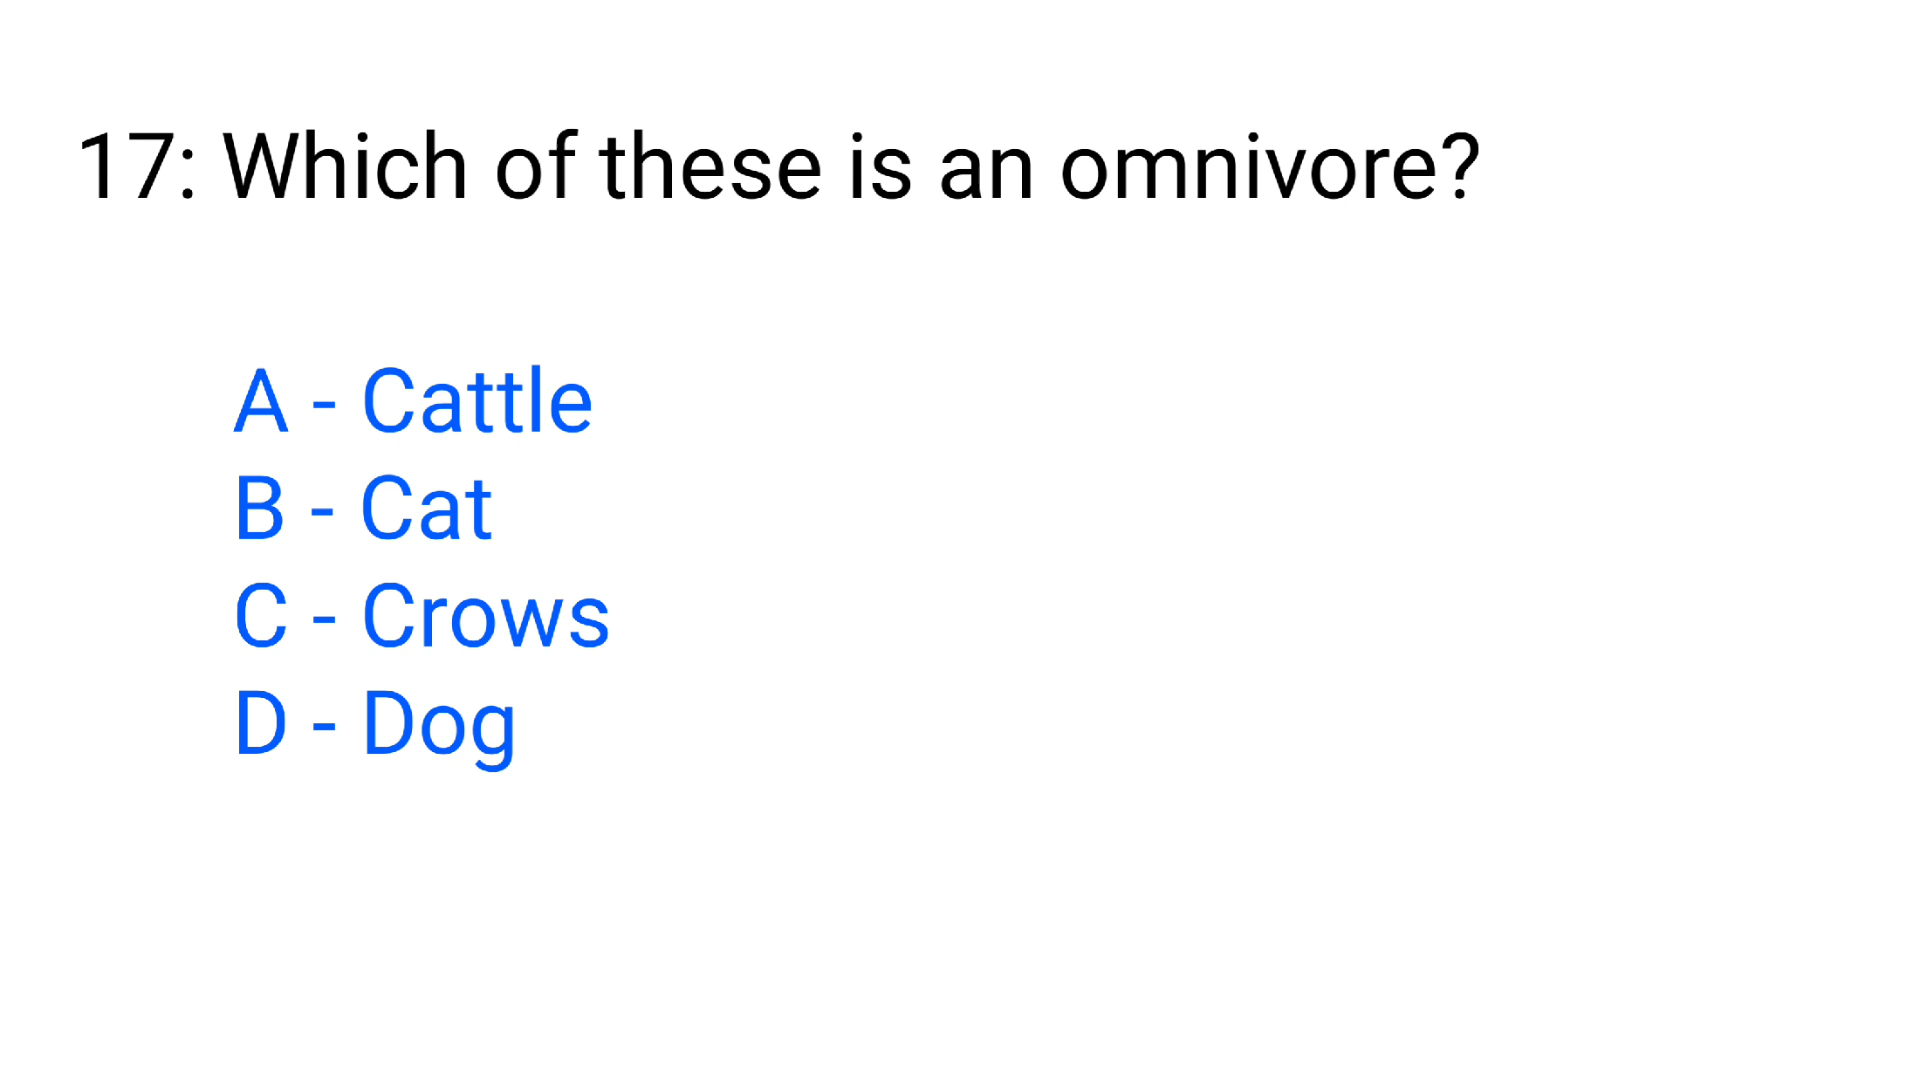 17: Which of these is an omnivore?
A - Cattle
B - Cat
C - Crows
D - Dog